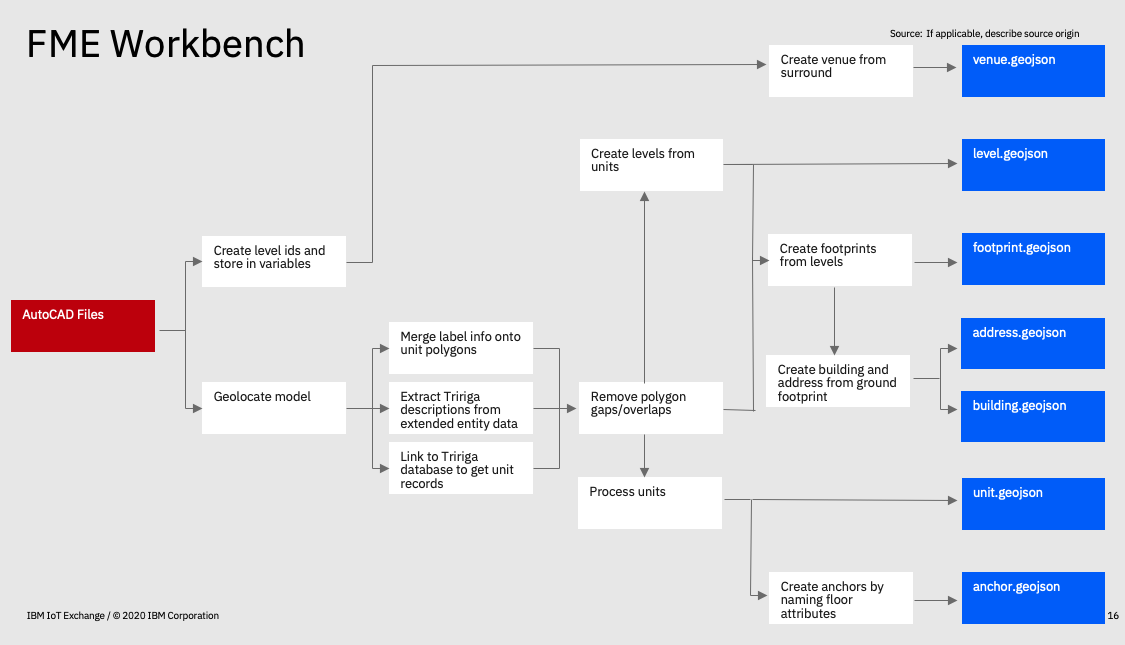 FME Workbench
Source: If applicable, describe source origin
Create venue from
surround
venue.geojson
Create levels from
units
level.geojson
Create level ids and
store in variables
Create footprints
from levels
footprint.geojson
AutoCAD Files
Merge label info onto
unit polygons
address.geojson
Create building and
address from ground
footprint
building.geojson
Geolocate model
Extract Tririga
descriptions from
extended entity data
Remove polygon
gaps/overlaps
Link to Tririga
database to get unit
records
Process units
unit.geojson
Create anchors by
naming floor
attributes
anchor.geojson
IBM IoT Exchange / © 2020 IBM Corporation
16